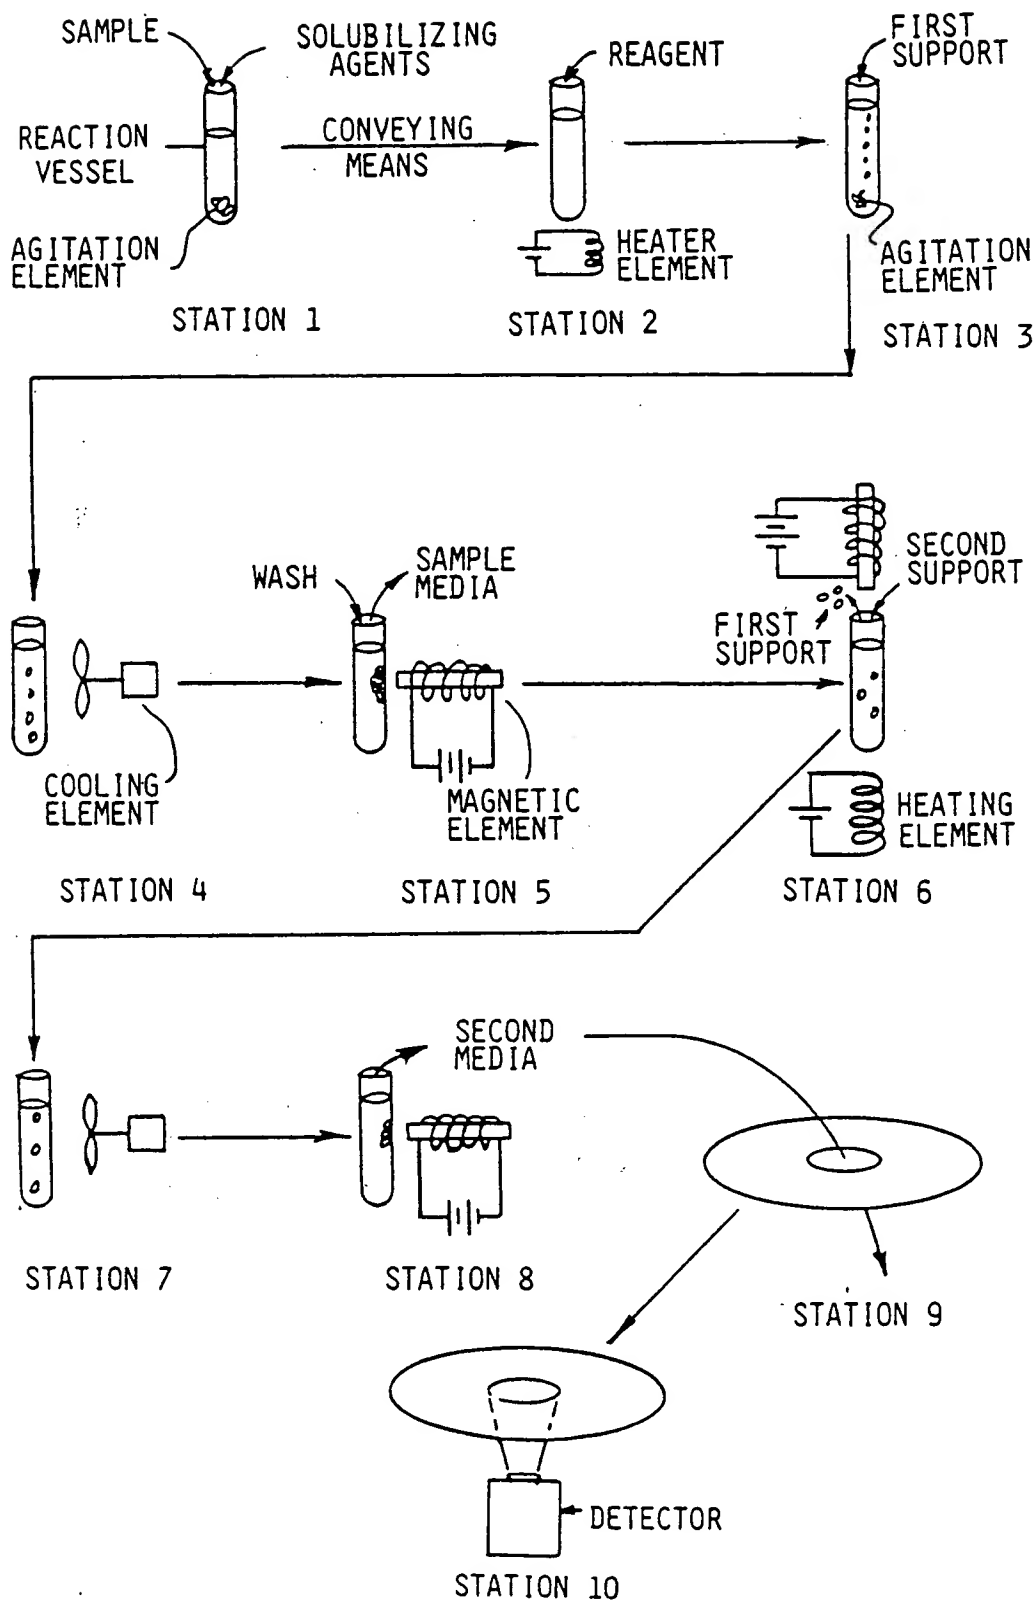 SAMPLE
SOLUBILIZING
AGENTS
REAGENT
FIRST
SUPPORT
REACTION
VESSEL
CONVEYING
MEANS
AGITATION
ELEMENT
HEATER
ELEMENT
AGITATION
ELEMENT
STATION 1
STATION 2
STATION 3
WASH
SAMPLE
MEDIA
SECOND
SUPPORT
FIRST
SUPPORT
COOLING
ELEMENT
MAGNETIC
ELEMENT
HEATING
ELEMENT
STATION 4
STATION 5
STATION 6
SECOND
MEDIA
STATION 7
STATION 8
STATION 9
DETECTOR
STATION 10